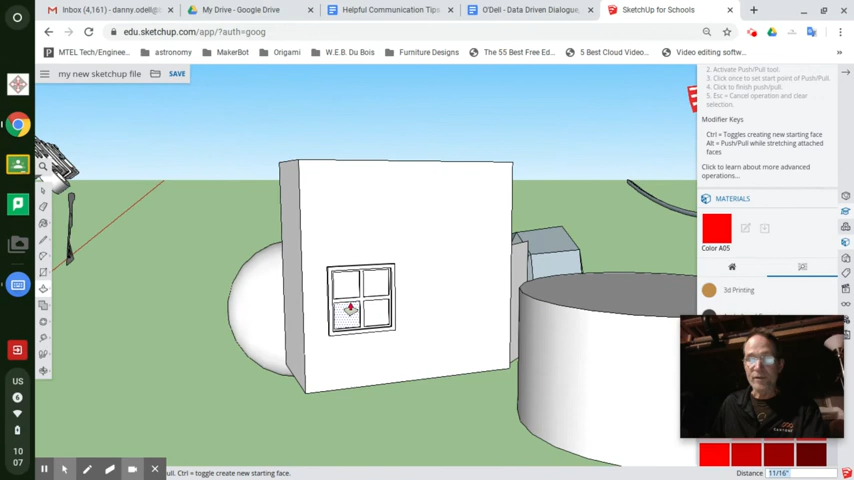 Inbox (4,161) - danny.odell@
My Drive - Google Drive
Helpful Communication Tips
O'Dell - Data Driven Dialogue,
SketchUp for Schools
edu.sketchup.com/app/?auth=goog
MTEL Tech/Enginee...
astronomy
MakerBot
Origami
W.E.B. Du Bois
Furniture Designs
The 55 Best Free Ed...
5 Best Cloud Video...
Video editing softw...
my new sketchup file
SAVE
2. Activate Push/Pull tool.
3. Click once to set start point of Push/Pull.
4. Click to finish push/pull.
5. Esc = Cancel operation and clear
selection.
Modifier Keys
Ctrl = Toggles creating new starting face
Alt = Push/Pull while stretching attached
faces
Click to learn about more advanced
operations...
MATERIALS
Color A05
3d Printing
US
10
07
ull. Ctrl = toggle create new starting face.
Distance
11/16"